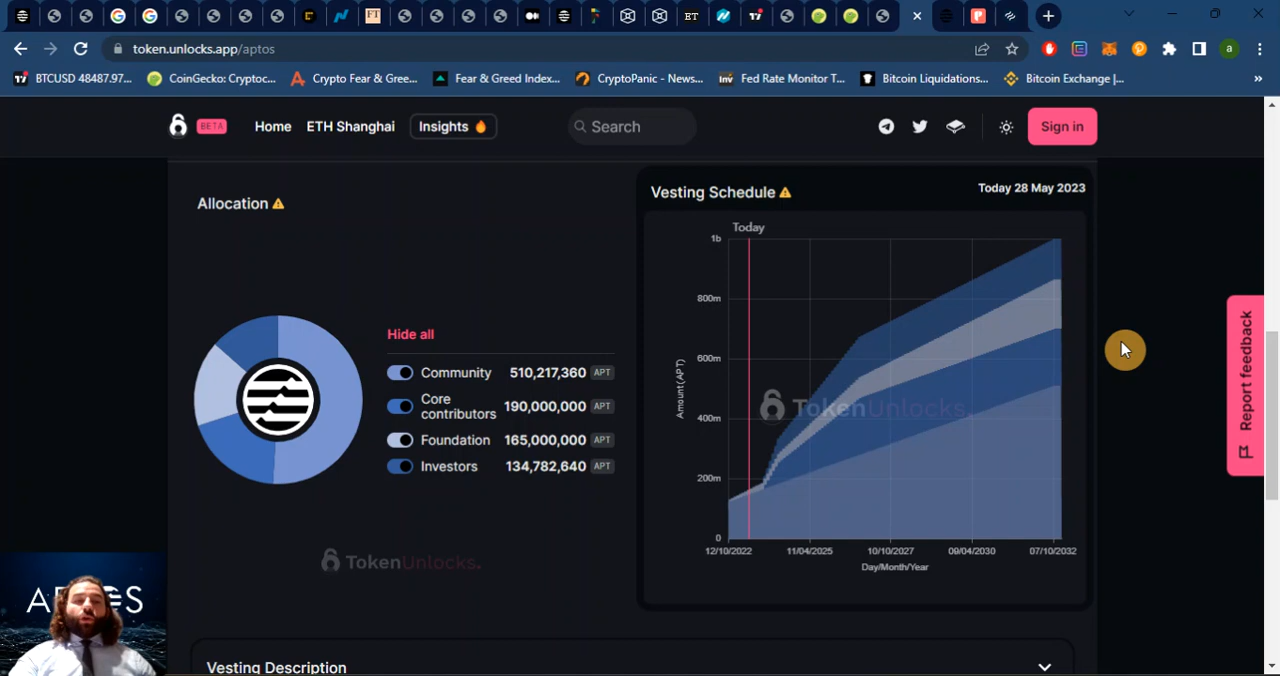 token.unlocks.app/aptos
BTCUSD 48487.97...
CoinGecko: Cryptoc...
Crypto Fear & Gree...
Fear & Greed Index...
CryptoPanic - News...
Fed Rate Monitor T...
Bitcoin Liquidations...
Bitcoin Exchange |...
»
BETA
Home
ETH Shanghai
Insights
Search
Sign in
Allocation
Hide all
Community 510,217,360 APT
Core
contributors 190,000,000 APT
Foundation 165,000,000 APT
Investors 134,782,640 APT
TokenUnlocks.
Vesting Schedule
Today 28 May 2023
Today
1b
800m
600m
400m
200m
0
Amount(APT)
TokenUnlocks.
12/10/2022 11/04/2025 10/10/2027 09/04/2030 07/10/2032
Day/Month/Year
Report feedback
Vesting Description